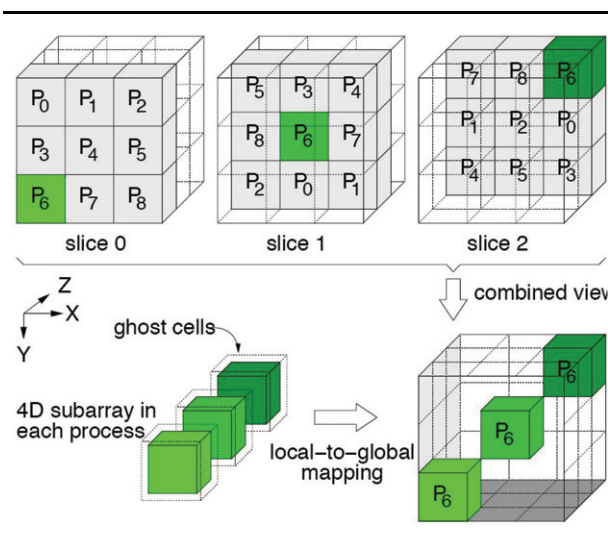 P0 P1 P2
P3 P4 P5
P6 P7 P8
slice 0
P5 P3 P4
P8 P6 P7
P2 P0 P1
slice 1
P7 P8 P6
P1 P2 P0
P4 P5 P3
slice 2
combined view
Z
X
Y
ghost cells
4D subarray in
each process
local-to-global
mapping
P6
P6
P6